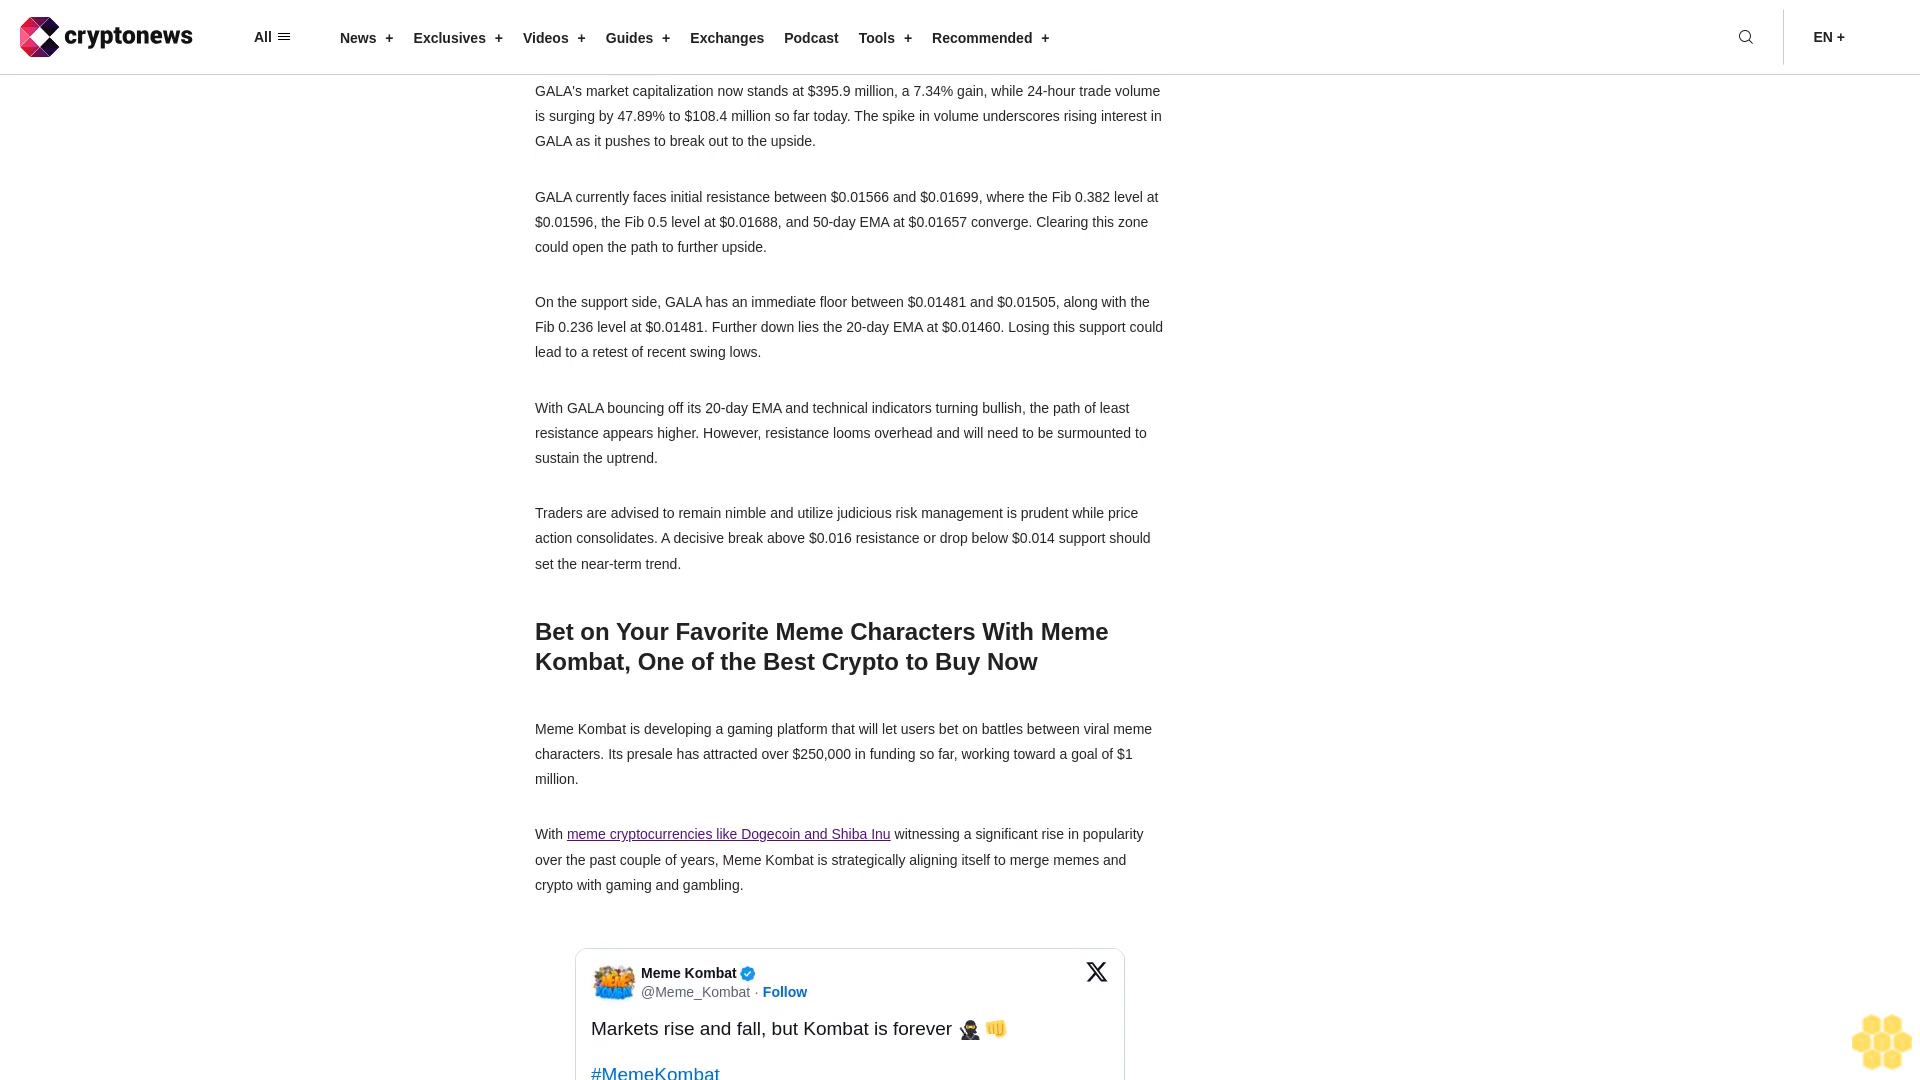 cryptonews
All
News + Exclusives + Videos + Guides + Exchanges Podcast Tools + Recommended +
EN +
GALA's market capitalization now stands at $395.9 million, a 7.34% gain, while 24-hour trade volume
is surging by 47.89% to $108.4 million so far today. The spike in volume underscores rising interest in
GALA as it pushes to break out to the upside.
GALA currently faces initial resistance between $0.01566 and $0.01699, where the Fib 0.382 level at
$0.01596, the Fib 0.5 level at $0.01688, and 50-day EMA at $0.01657 converge. Clearing this zone
could open the path to further upside.
On the support side, GALA has an immediate floor between $0.01481 and $0.01505, along with the
Fib 0.236 level at $0.01481. Further down lies the 20-day EMA at $0.01460. Losing this support could
lead to a retest of recent swing lows.
With GALA bouncing off its 20-day EMA and technical indicators turning bullish, the path of least
resistance appears higher. However, resistance looms overhead and will need to be surmounted to
sustain the uptrend.
Traders are advised to remain nimble and utilize judicious risk management is prudent while price
action consolidates. A decisive break above $0.016 resistance or drop below $0.014 support should
set the near-term trend.
Bet on Your Favorite Meme Characters With Meme
Kombat, One of the Best Crypto to Buy Now
Meme Kombat is developing a gaming platform that will let users bet on battles between viral meme
characters. Its presale has attracted over $250,000 in funding so far, working toward a goal of $1
million.
With meme cryptocurrencies like Dogecoin and Shiba Inu witnessing a significant rise in popularity
over the past couple of years, Meme Kombat is strategically aligning itself to merge memes and
crypto with gaming and gambling.
MEME
KOMBAT
Meme Kombat
@Meme_Kombat · Follow
Markets rise and fall, but Kombat is forever 🥷👊
#MemeKombat